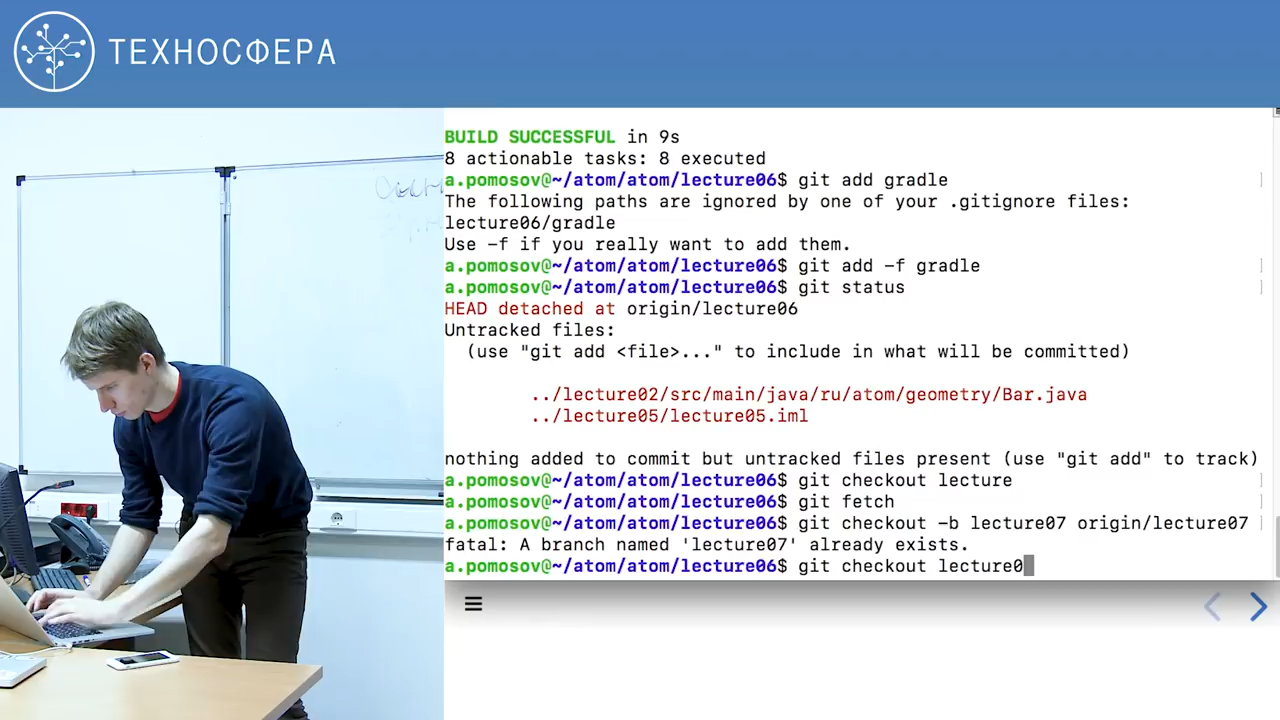 ТЕХНОСФЕРА
BUILD SUCCESSFUL in 9s
8 actionable tasks: 8 executed
a.pomosov@~/atom/atom/lecture06$ git add gradle
The following paths are ignored by one of your .gitignore files:
lecture06/gradle
Use -f if you really want to add them.
a.pomosov@~/atom/atom/lecture06$ git add -f gradle
a.pomosov@~/atom/atom/lecture06$ git status
HEAD detached at origin/lecture06
Untracked files:
(use "git add <file>..." to include in what will be committed)
../lecture02/src/main/java/ru/atom/geometry/Bar.java
../lecture05/lecture05.iml
nothing added to commit but untracked files present (use "git add" to track)
a.pomosov@~/atom/atom/lecture06$ git checkout lecture
a.pomosov@~/atom/atom/lecture06$ git fetch
a.pomosov@~/atom/atom/lecture06$ git checkout -b lecture07 origin/lecture07
fatal: A branch named 'lecture07' already exists.
a.pomosov@~/atom/atom/lecture06$ git checkout lecture0